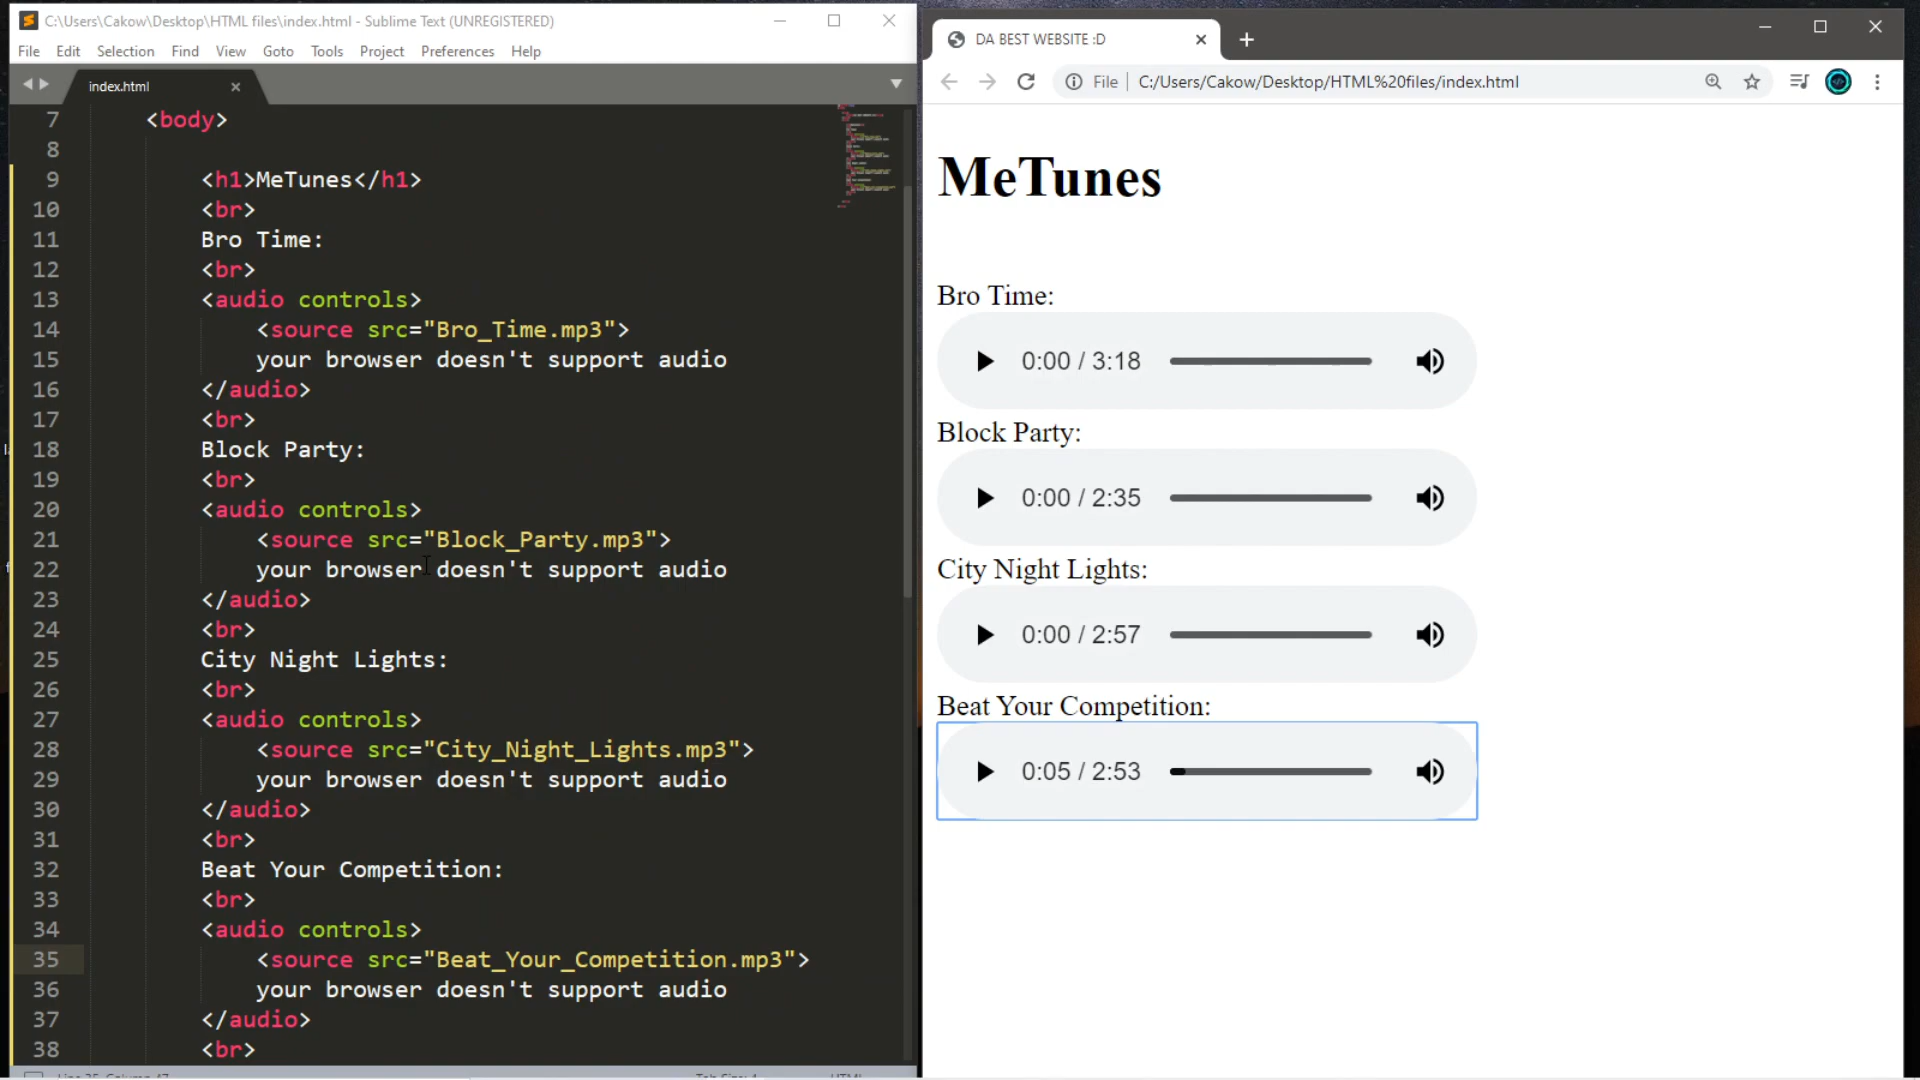 C:\Users\Cakow\Desktop\HTML files\index.html - Sublime Text (UNREGISTERED)
File Edit Selection Find View Goto Tools Project Preferences Help
index.html
7 <body>
8
9 <h1>MeTunes</h1>
10 <br>
11 Bro Time:
12 <br>
13 <audio controls>
14 <source src="Bro_Time.mp3">
15 your browser doesn't support audio
16 </audio>
17 <br>
18 Block Party:
19 <br>
20 <audio controls>
21 <source src="Block_Party.mp3">
22 your browser doesn't support audio
23 </audio>
24 <br>
25 City Night Lights:
26 <br>
27 <audio controls>
28 <source src="City_Night_Lights.mp3">
29 your browser doesn't support audio
30 </audio>
31 <br>
32 Beat Your Competition:
33 <br>
34 <audio controls>
35 <source src="Beat_Your_Competition.mp3">
36 your browser doesn't support audio
37 </audio>
38 <br>
DA BEST WEBSITE :D
File C:/Users/Cakow/Desktop/HTML%20files/index.html
MeTunes
Bro Time:
0:00 / 3:18
Block Party:
0:00 / 2:35
City Night Lights:
0:00 / 2:57
Beat Your Competition:
0:05 / 2:53